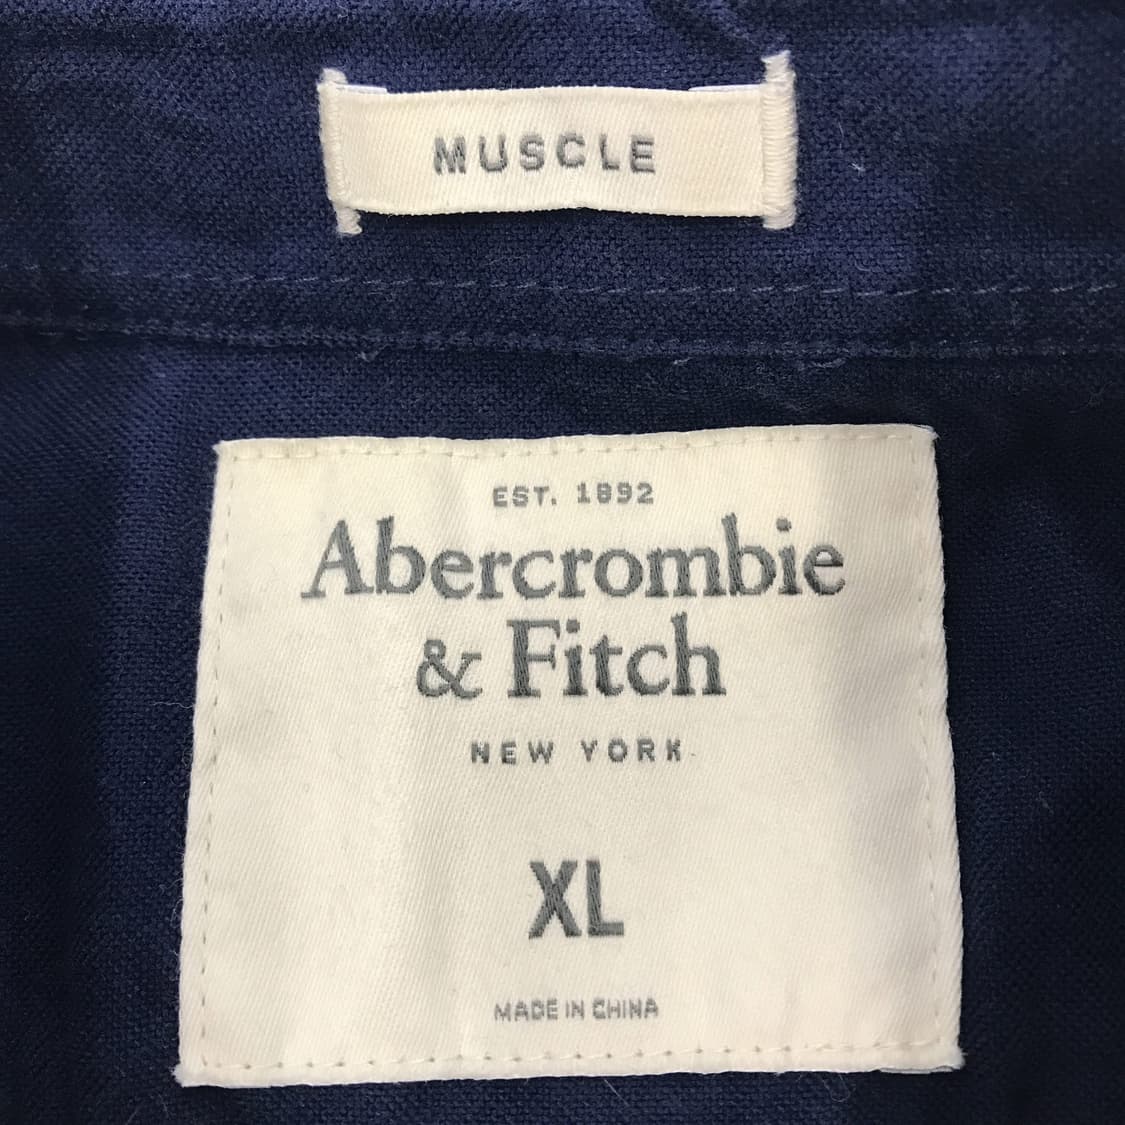 MUSCLE
EST. 1892
Abercrombie
& Fitch
NEW YORK
XL
MADE IN CHINA